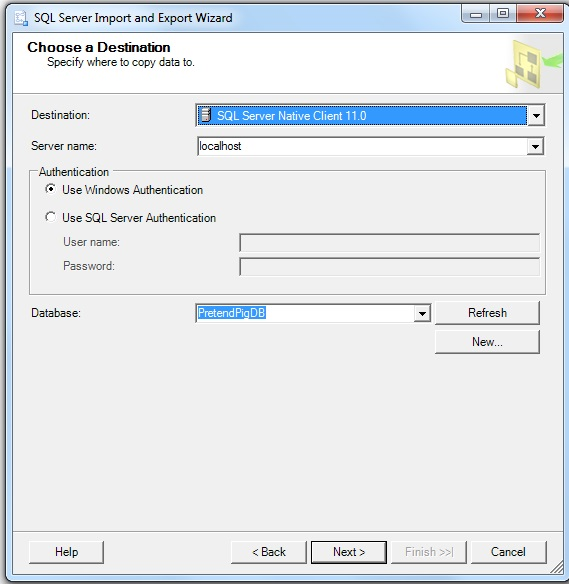 SQL Server Import and Export Wizard
Choose a Destination
Specify where to copy data to.
Destination: SQL Server Native Client 11.0
Server name: localhost
Authentication
Use Windows Authentication
Use SQL Server Authentication
User name:
Password:
Database: PretendPigDB Refresh
New...
Help < Back Next > Finish >>| Cancel